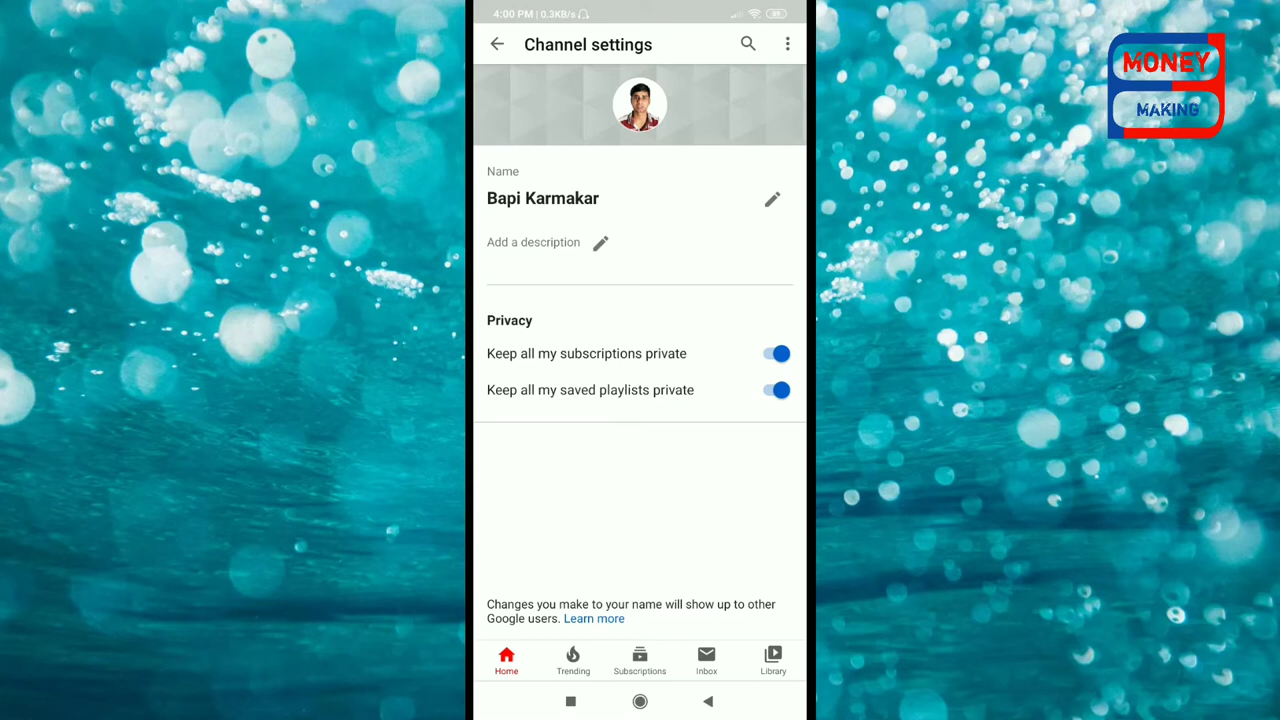 4:00 PM | 0.3KB/s
Channel settings
MONEY
MAKING
Name
Bapi Karmakar
Add a description
Privacy
Keep all my subscriptions private
Keep all my saved playlists private
Changes you make to your name will show up to other
Google users. Learn more
Home Trending Subscriptions Inbox Library